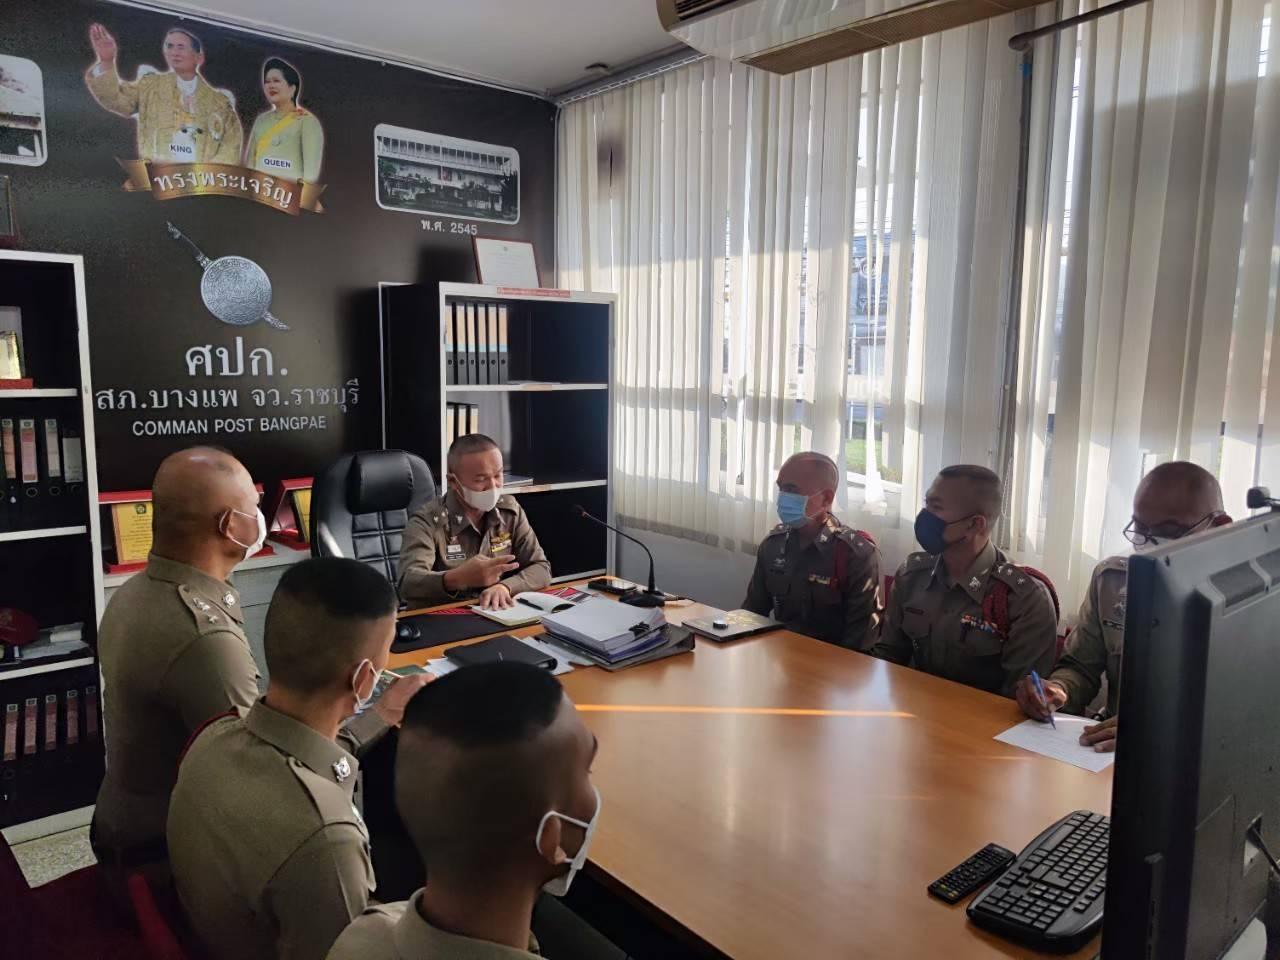 KING
QUEEN
ทรงพระเจริญ
พ.ศ. 2545
ศปก.
สภ.บางแพ จว.ราชบุรี
COMMAN POST BANGPAE